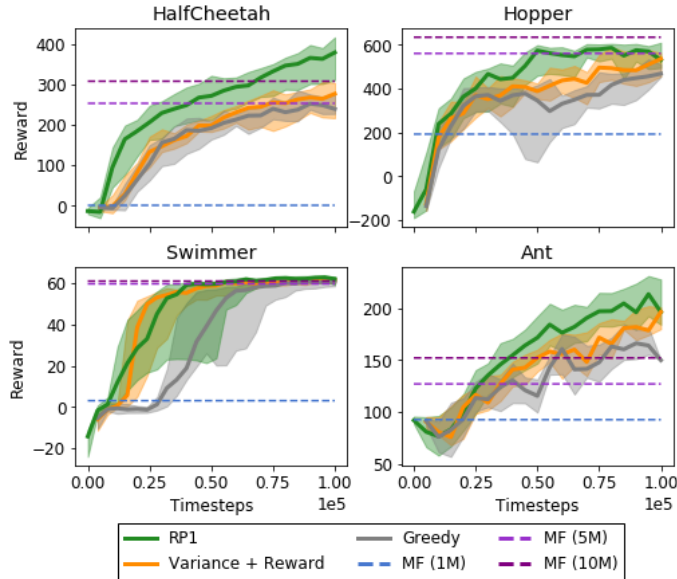 HalfCheetah
Hopper
Reward
400
300
200
100
0
600
400
200
0
−200
Swimmer
Ant
Reward
60
40
20
0
−20
200
150
100
50
0.00 0.25 0.50 0.75 1.00
Timesteps 1e5
0.00 0.25 0.50 0.75 1.00
Timesteps 1e5
RP1 Greedy MF (5M)
Variance + Reward MF (1M) MF (10M)